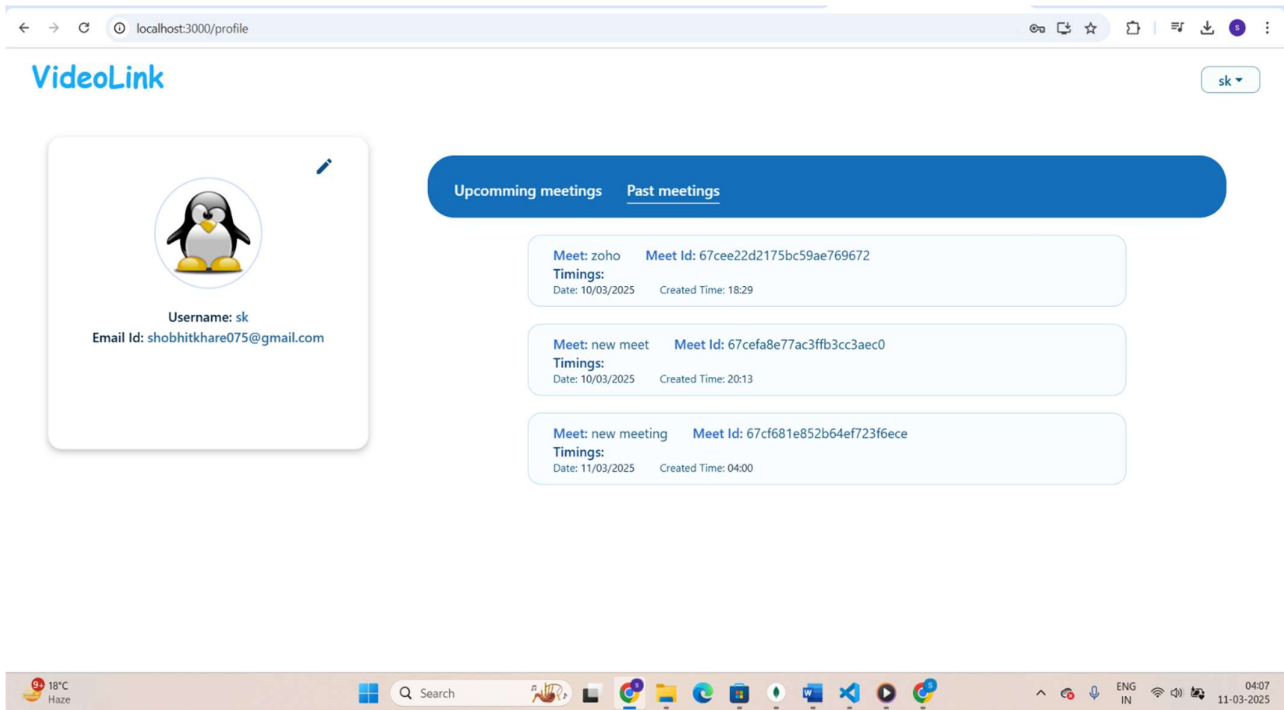 localhost:3000/profile
VideoLink
sk
Upcomming meetings Past meetings
Username: sk
Email Id: shobhitkhare075@gmail.com
Meet: zoho Meet Id: 67cee22d2175bc59ae769672
Timings:
Date: 10/03/2025 Created Time: 18:29
Meet: new meet Meet Id: 67cefa8e77ac3ffb3cc3aec0
Timings:
Date: 10/03/2025 Created Time: 20:13
Meet: new meeting Meet Id: 67cf681e852b64ef723f6ece
Timings:
Date: 11/03/2025 Created Time: 04:00
9+ 18°C
Haze
Search
ENG
IN
04:07
11-03-2025